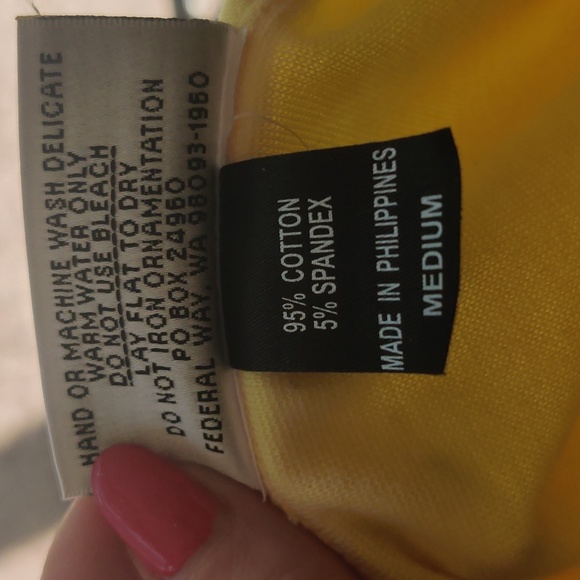 HAND OR MACHINE WASH DELICATE
WARM WATER ONLY
DO NOT USE BLEACH
LAY FLAT TO DRY
DO NOT IRON ORNAMENTATION
PO BOX 24960
FEDERAL WAY WA 98093-1960
95% COTTON
5% SPANDEX
MADE IN PHILIPPINES
MEDIUM